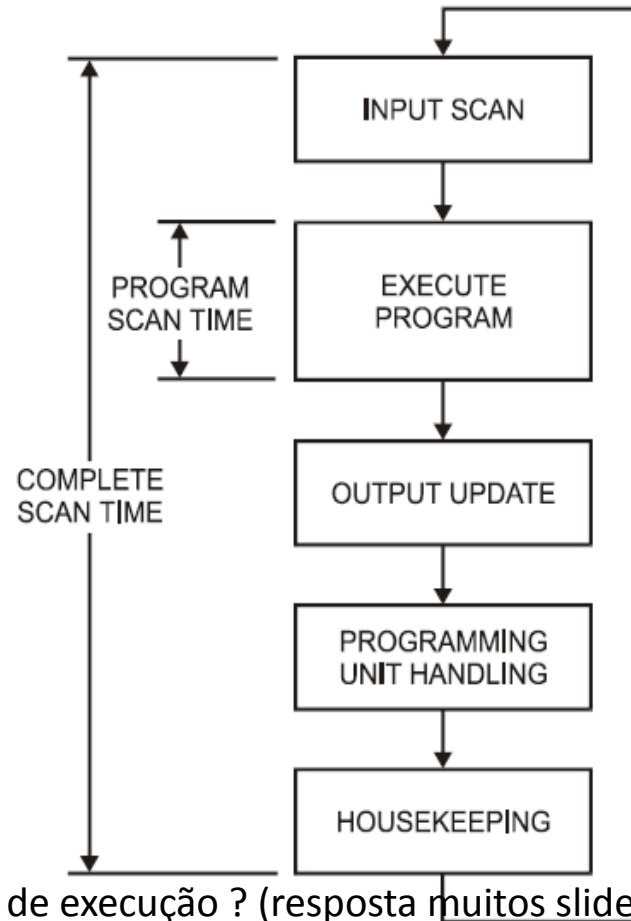 INPUT SCAN
PROGRAM
SCAN TIME
EXECUTE
PROGRAM
COMPLETE
SCAN TIME
OUTPUT UPDATE
PROGRAMMING
UNIT HANDLING
HOUSEKEEPING
de execução ? (resposta muitos slide